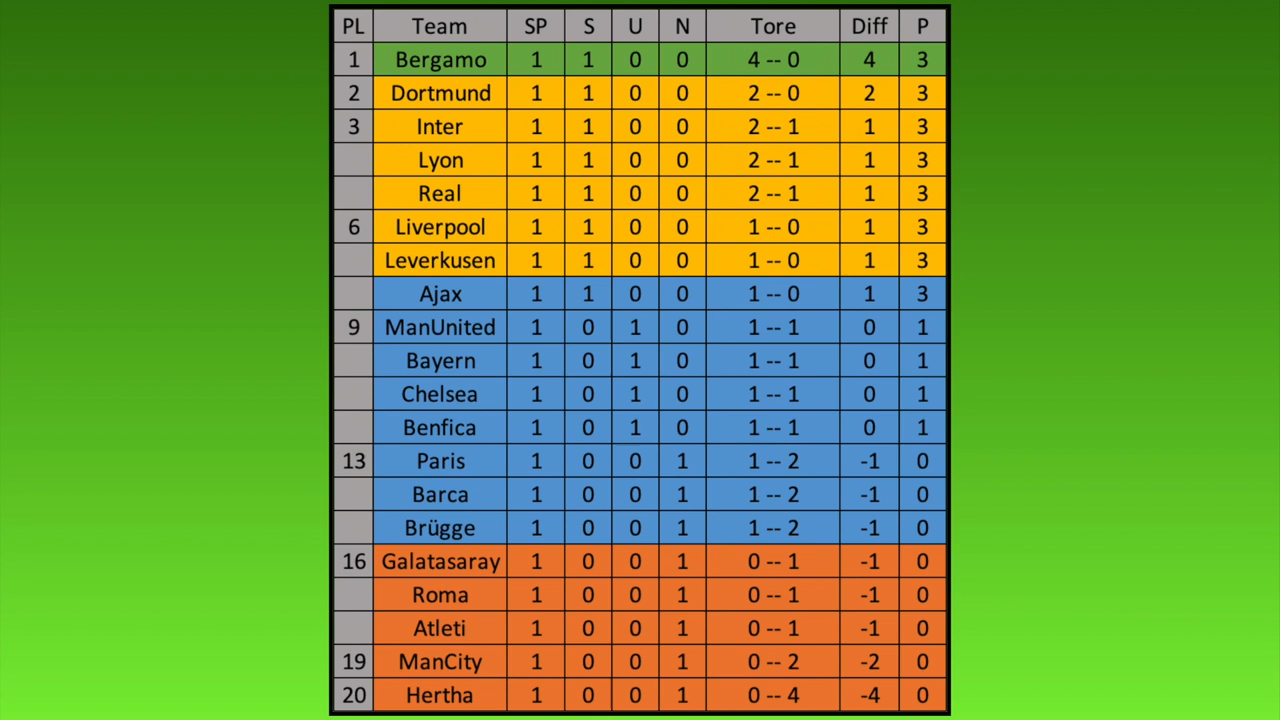 PL Team SP S U N Tore Diff P
1 Bergamo 1 1 0 0 4 -- 0 4 3
2 Dortmund 1 1 0 0 2 -- 0 2 3
3 Inter 1 1 0 0 2 -- 1 1 3
Lyon 1 1 0 0 2 -- 1 1 3
Real 1 1 0 0 2 -- 1 1 3
6 Liverpool 1 1 0 0 1 -- 0 1 3
Leverkusen 1 1 0 0 1 -- 0 1 3
Ajax 1 1 0 0 1 -- 0 1 3
9 ManUnited 1 0 1 0 1 -- 1 0 1
Bayern 1 0 1 0 1 -- 1 0 1
Chelsea 1 0 1 0 1 -- 1 0 1
Benfica 1 0 1 0 1 -- 1 0 1
13 Paris 1 0 0 1 1 -- 2 -1 0
Barca 1 0 0 1 1 -- 2 -1 0
Brügge 1 0 0 1 1 -- 2 -1 0
16 Galatasaray 1 0 0 1 0 -- 1 -1 0
Roma 1 0 0 1 0 -- 1 -1 0
Atleti 1 0 0 1 0 -- 1 -1 0
19 ManCity 1 0 0 1 0 -- 2 -2 0
20 Hertha 1 0 0 1 0 -- 4 -4 0